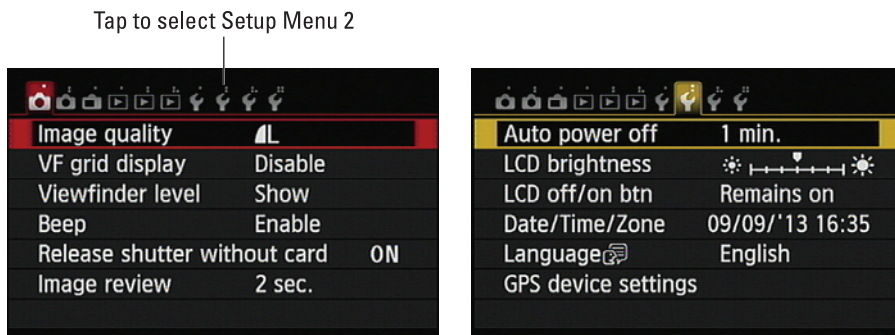 Tap to select Setup Menu 2
Image quality L
VF grid display Disable
Viewfinder level Show
Beep Enable
Release shutter without card ON
Image review 2 sec.
Auto power off 1 min.
LCD brightness
LCD off/on btn Remains on
Date/Time/Zone 09/09/'13 16:35
Language English
GPS device settings